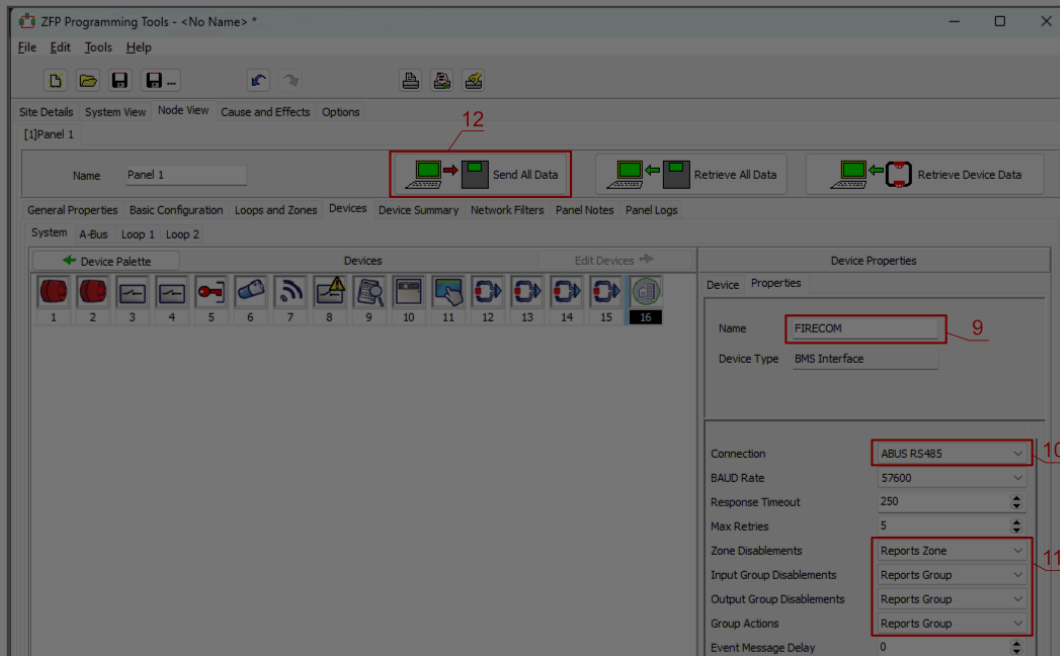 ZFP Programming Tools - <No Name> *
File Edit Tools Help
Site Details System View Node View Cause and Effects Options
12
[1]Panel 1
Name Panel 1 Send All Data Retrieve All Data Retrieve Device Data
General Properties Basic Configuration Loops and Zones Devices Device Summary Network Filters Panel Notes Panel Logs
System A-Bus Loop 1 Loop 2
Device Palette Devices Edit Devices Device Properties
Device Properties
1 2 3 4 5 6 7 8 9 10 11 12 13 14 15 16
Name FIRECOM 9
Device Type BMS Interface
Connection ABUS RS485 10
BAUD Rate 57600
Response Timeout 250
Max Retries 5
Zone Disablements Reports Zone 11
Input Group Disablements Reports Group
Output Group Disablements Reports Group
Group Actions Reports Group
Event Message Delay 0